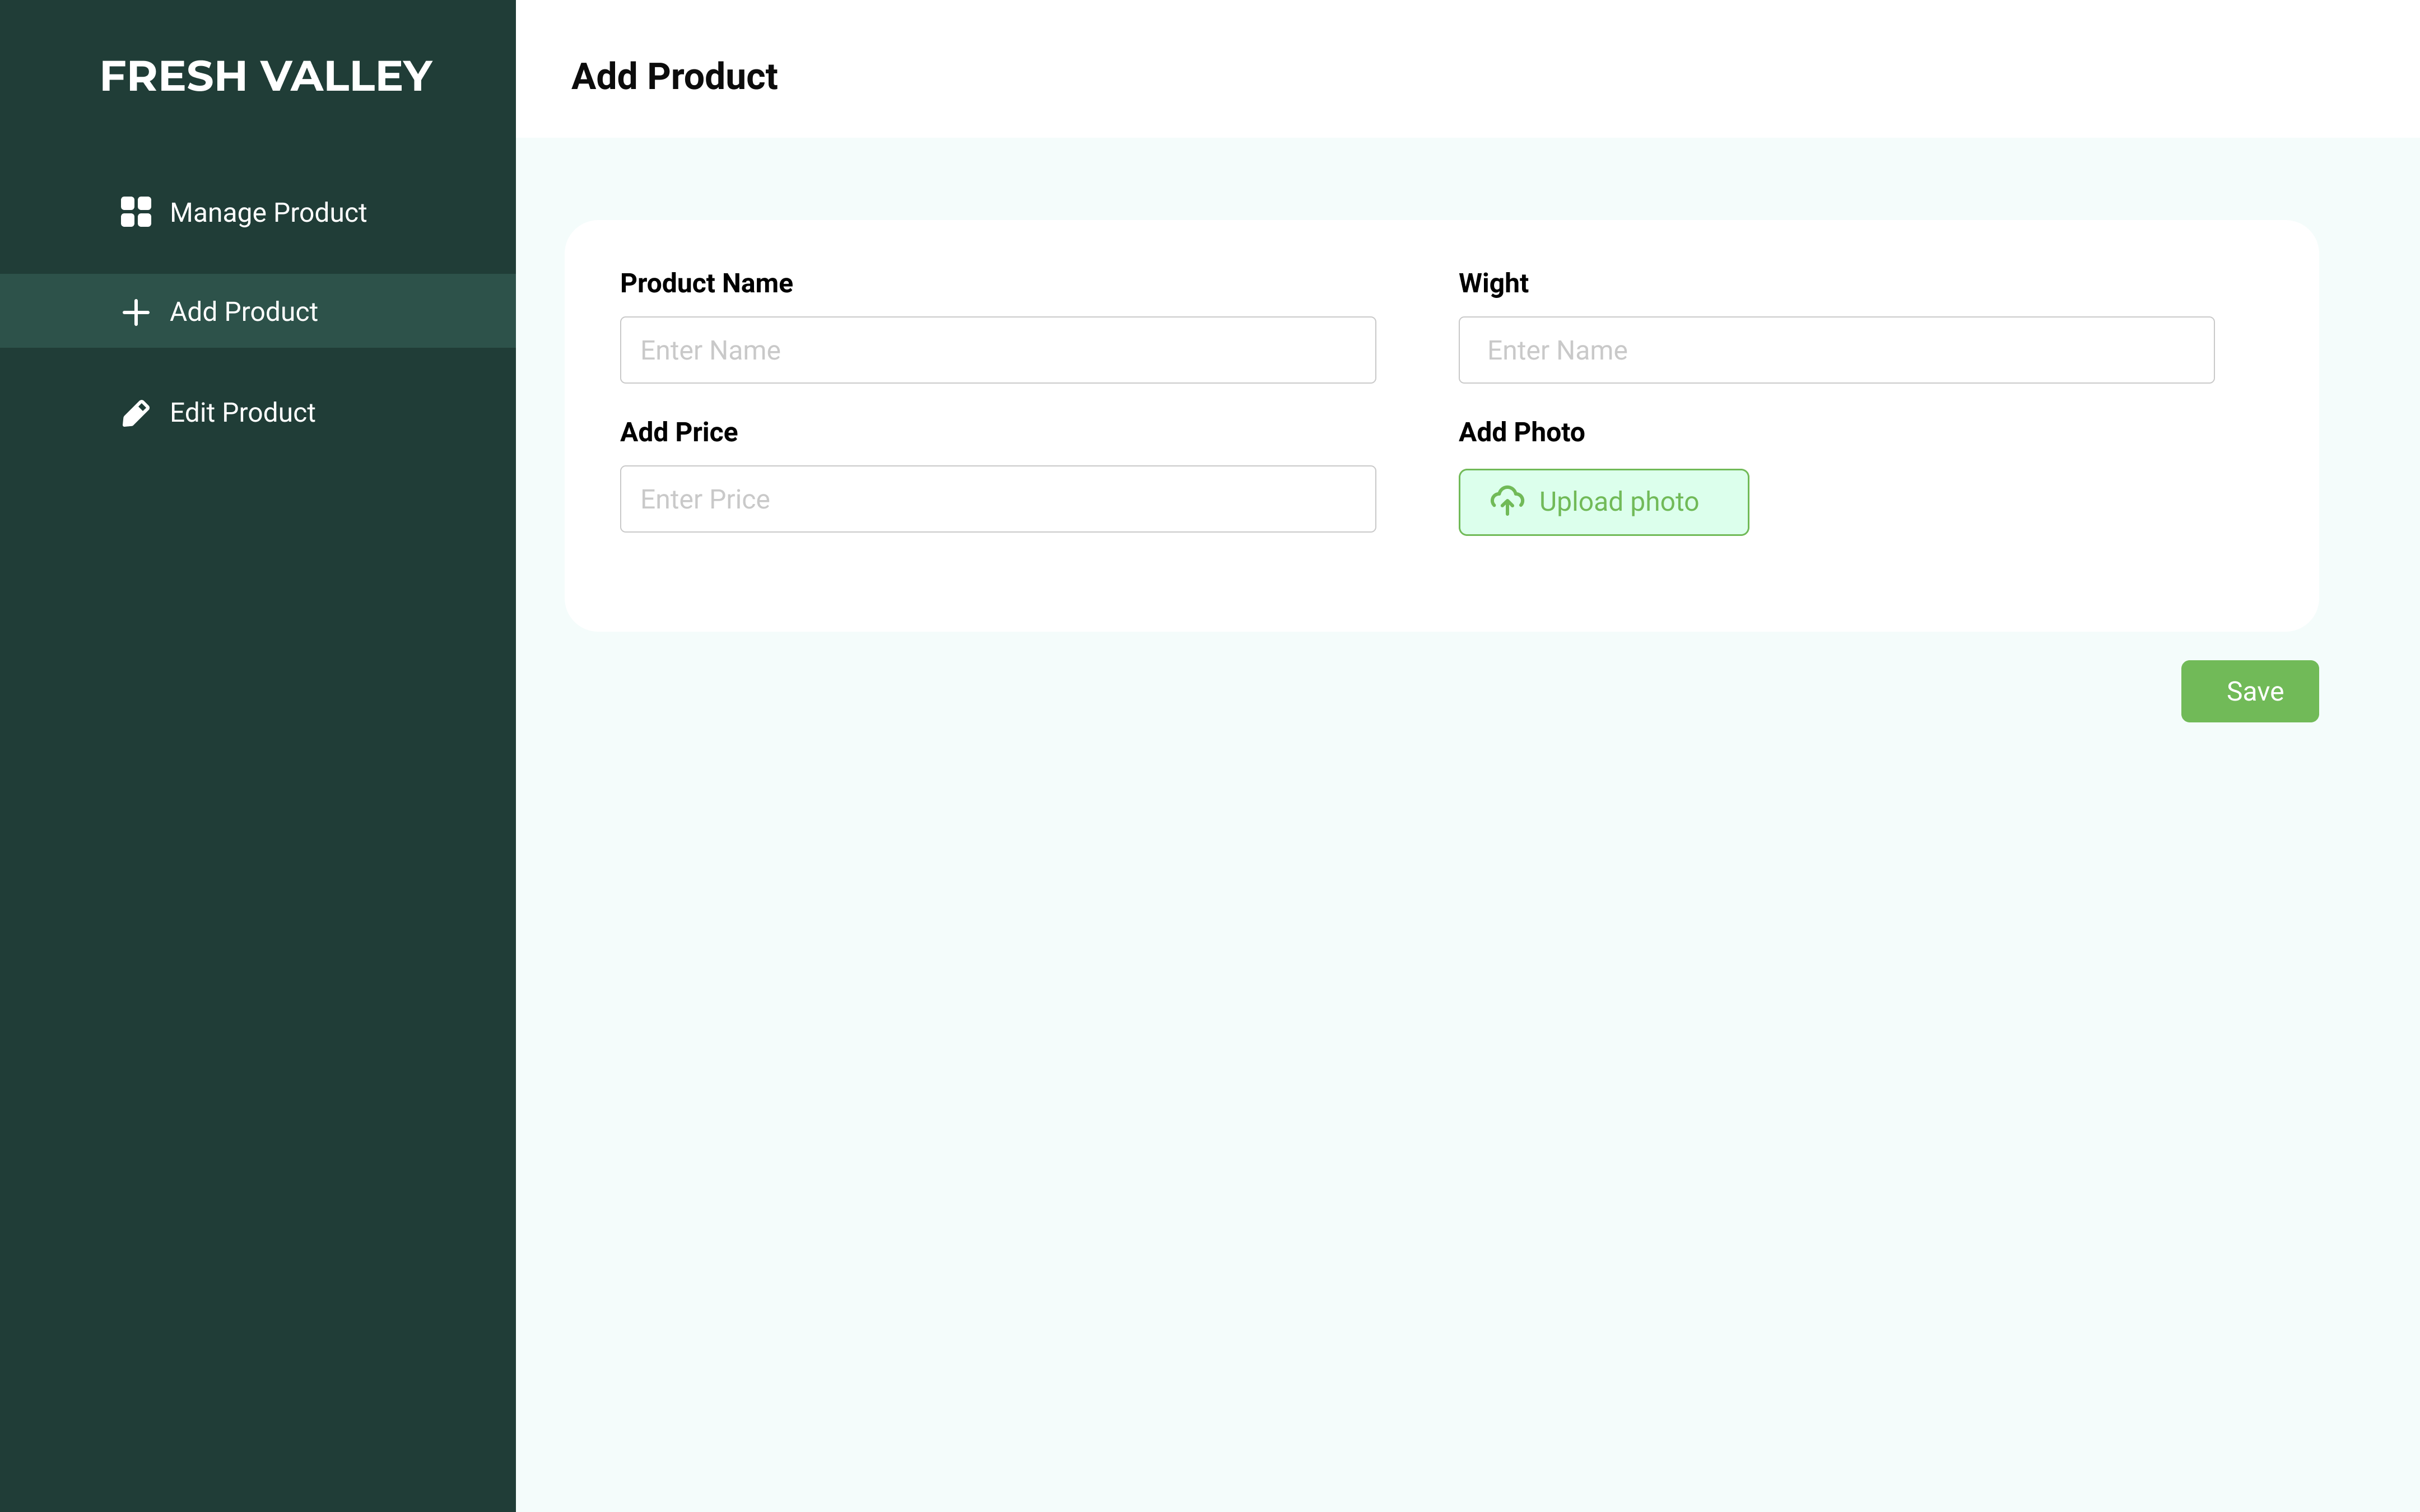 FRESH VALLEY
Manage Product
Add Product
Edit Product
Add Product
Product Name
Enter Name
Wight
Enter Name
Add Price
Enter Price
Add Photo
Upload photo
Save